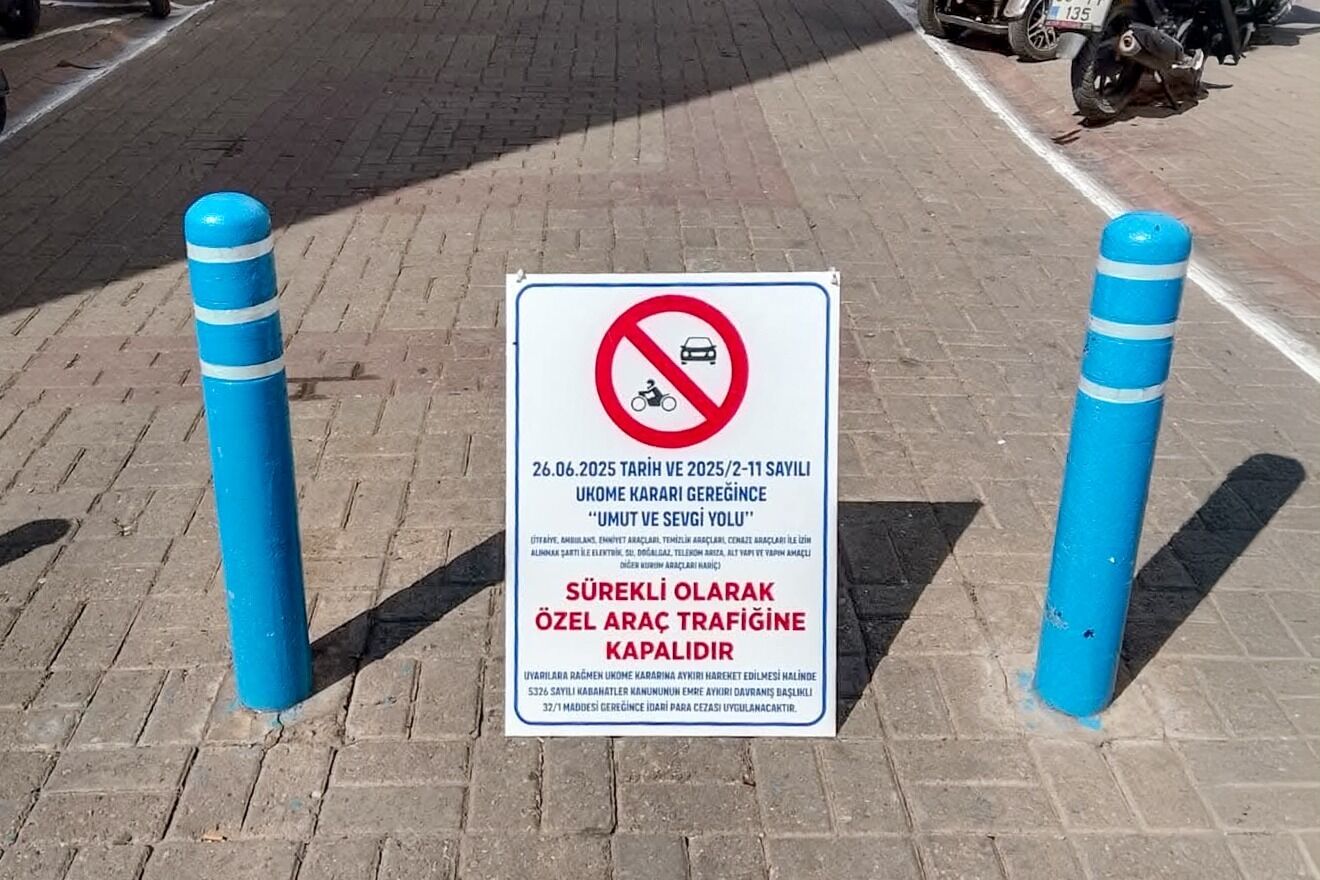 135
26.06.2025 TARİH VE 2025/2-11 SAYILI
UKOME KARARI GEREĞİNCE
“UMUT VE SEVGİ YOLU”
(İTFAİYE, AMBULANS, EMNİYET ARAÇLARI, TEMİZLİK ARAÇLARI, CENAZE ARAÇLARI İLE İZİN
ALINMAK ŞARTI İLE ELEKTRİK, SU, DOĞALGAZ, TELEKOM ARIZA, ALT YAPI VE YAPIM AMAÇLI
DİĞER KURUM ARAÇLARI HARİÇ)
SÜREKLİ OLARAK
ÖZEL ARAÇ TRAFİĞİNE
KAPALIDIR
UYARILARA RAĞMEN UKOME KARARINA AYKIRI HAREKET EDİLMESİ HALİNDE
5326 SAYILI KABAHATLER KANUNUNUN EMRE AYKIRI DAVRANIŞ BAŞLIKLI
32/1 MADDESİ GEREĞİNCE İDARİ PARA CEZASI UYGULANACAKTIR.